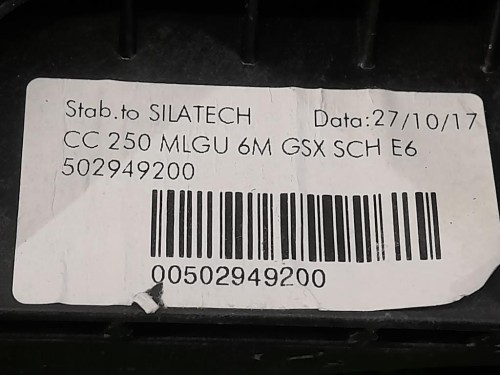 Stab.to SILATECH Data:27/10/17
CC 250 MLGU 6M GSX SCH E6
502949200
00502949200